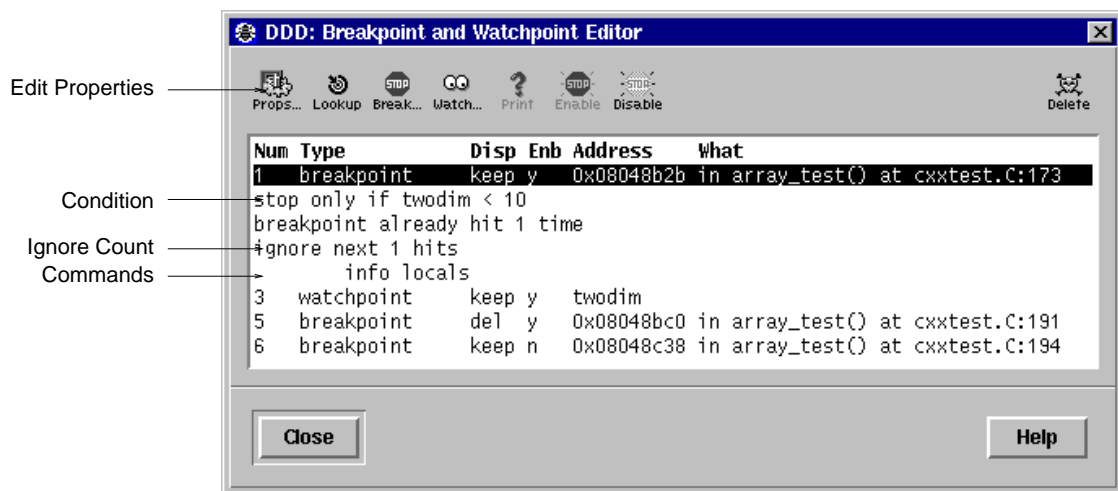 DDD: Breakpoint and Watchpoint Editor
Edit Properties
Props... Lookup Break... Watch... Print Enable Disable Delete
Num Type Disp Enb Address What
1 breakpoint keep y 0x08048b2b in array_test() at cxxtest.C:173
Condition
stop only if twodim < 10
breakpoint already hit 1 time
Ignore Count
ignore next 1 hits
Commands
info locals
3 watchpoint keep y twodim
5 breakpoint del y 0x08048bc0 in array_test() at cxxtest.C:191
6 breakpoint keep n 0x08048c38 in array_test() at cxxtest.C:194
Close Help